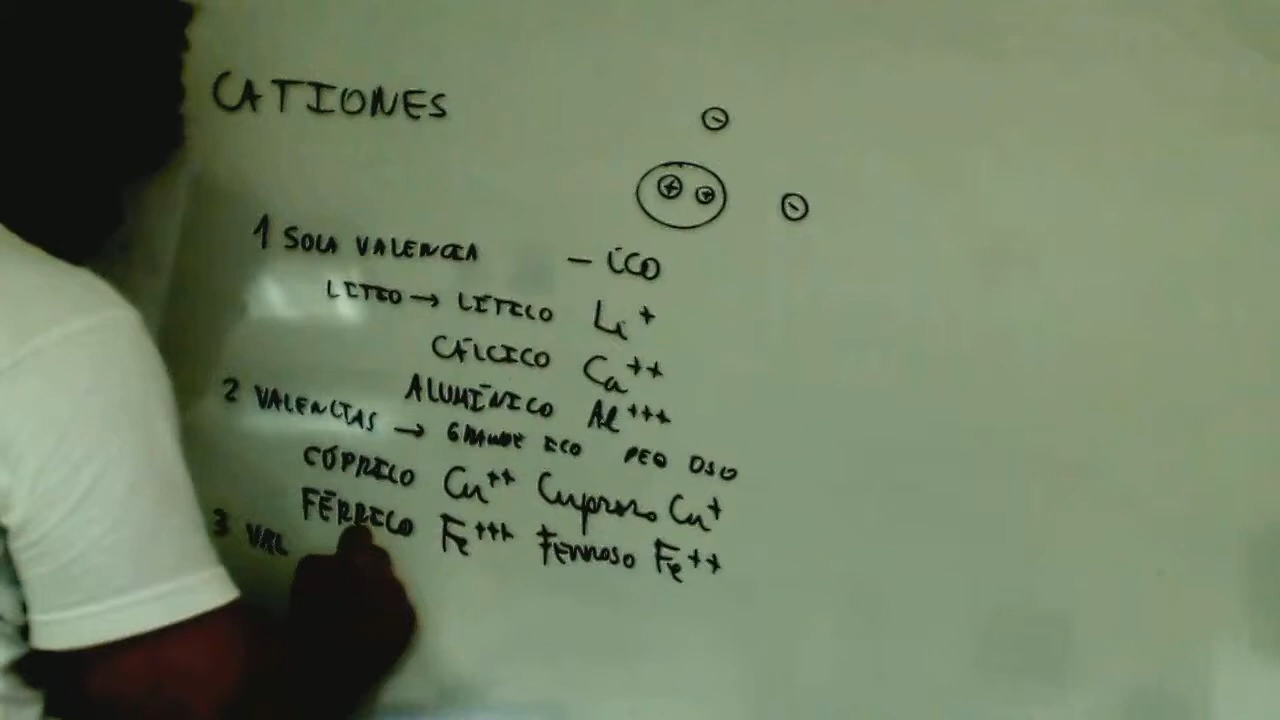 CATIONES
1 SOLA VALENCIA - ico
LITIO → LÍTICO Li+
CÁLCICO Ca++
ALUMÍNICO Al+++
2 VALENCIAS → GRANDE ICO PEQ OSO
CÚPRICO Cu++ Cuproso Cu+
FÉRRICO Fe+++ Ferroso Fe++
3 VAL